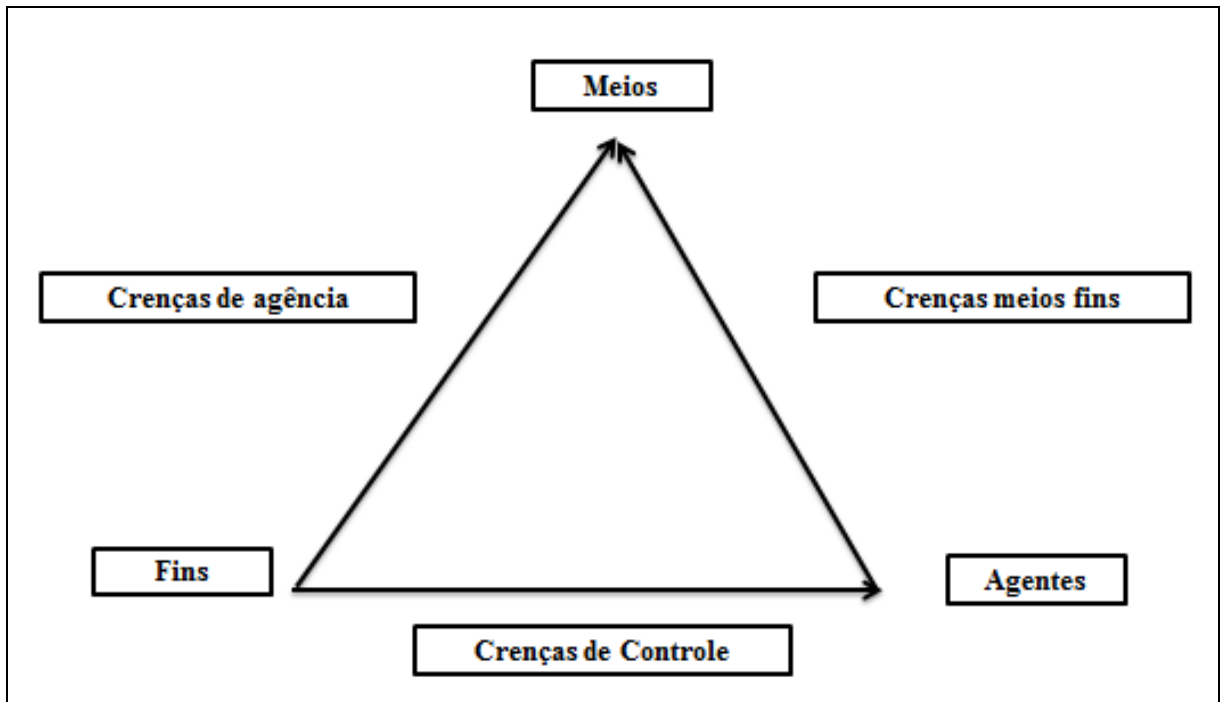 Meios
Crenças de agência
Crenças meios fins
Fins
Agentes
Crenças de Controle